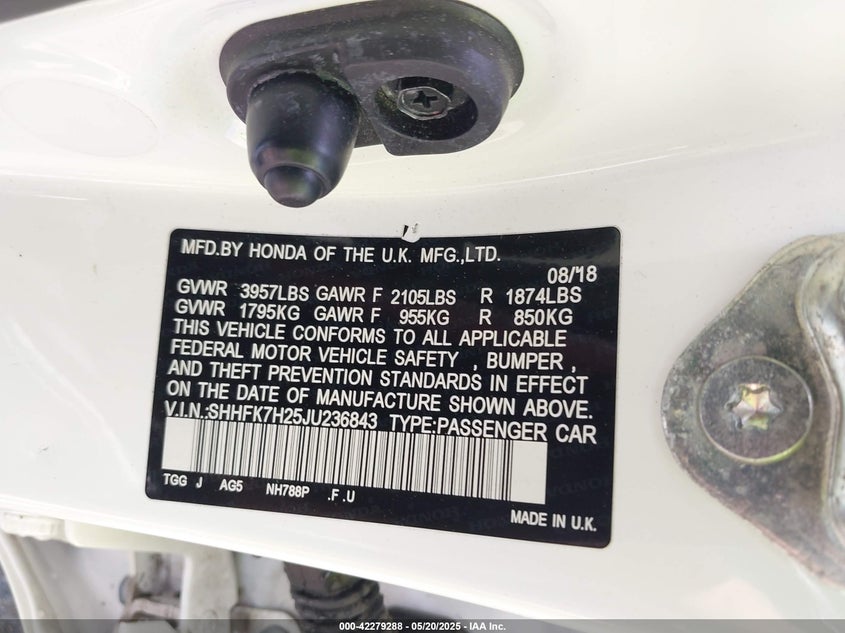 MFD.BY HONDA OF THE U.K. MFG.,LTD.
08/18
GVWR 3957LBS GAWR F 2105LBS R 1874LBS
GVWR 1795KG GAWR F 955KG R 850KG
THIS VEHICLE CONFORMS TO ALL APPLICABLE
FEDERAL MOTOR VEHICLE SAFETY , BUMPER ,
AND THEFT PREVENTION STANDARDS IN EFFECT
ON THE DATE OF MANUFACTURE SHOWN ABOVE.
V.I.N.:SHHFK7H25JU236843 TYPE:PASSENGER CAR
TGG J AG5 NH788P .F .U
MADE IN U.K.
000-42279288 - 05/20/2025 - IAA Inc.